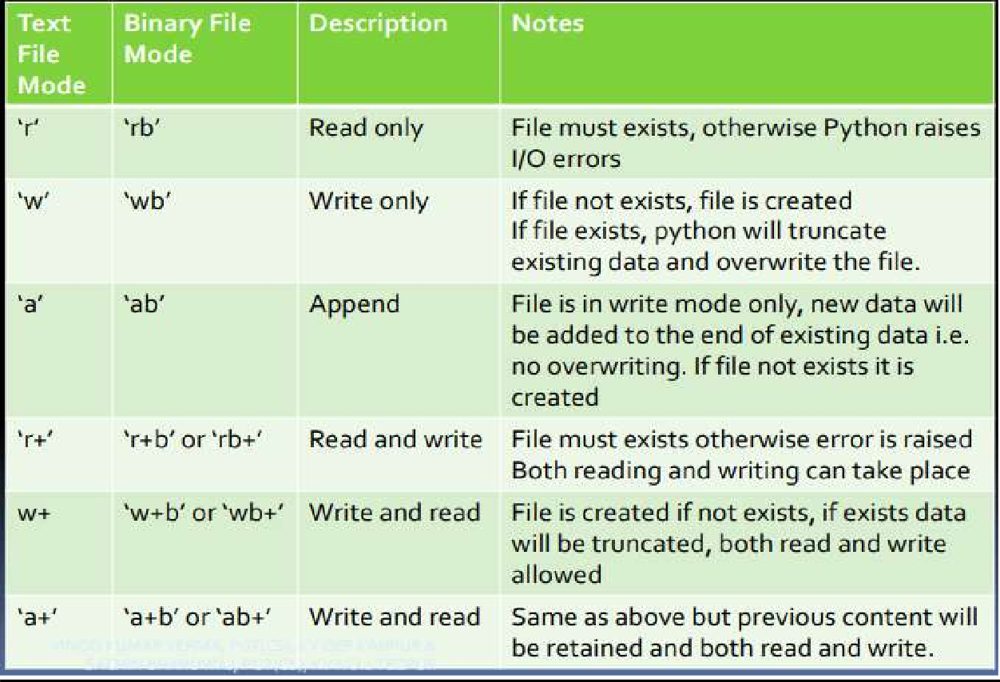 Text
File
Mode
Binary File
Mode
Description
Notes
‘r’
‘rb’
Read only
File must exists, otherwise Python raises
I/O errors
‘w’
‘wb’
Write only
If file not exists, file is created
If file exists, python will truncate
existing data and overwrite the file.
‘a’
‘ab’
Append
File is in write mode only, new data will
be added to the end of existing data i.e.
no overwriting. If file not exists it is
created
‘r+’
‘r+b’ or ‘rb+’
Read and write
File must exists otherwise error is raised
Both reading and writing can take place
w+
‘w+b’ or ‘wb+’
Write and read
File is created if not exists, if exists data
will be truncated, both read and write
allowed
‘a+’
‘a+b’ or ‘ab+’
Write and read
Same as above but previous content will
be retained and both read and write.